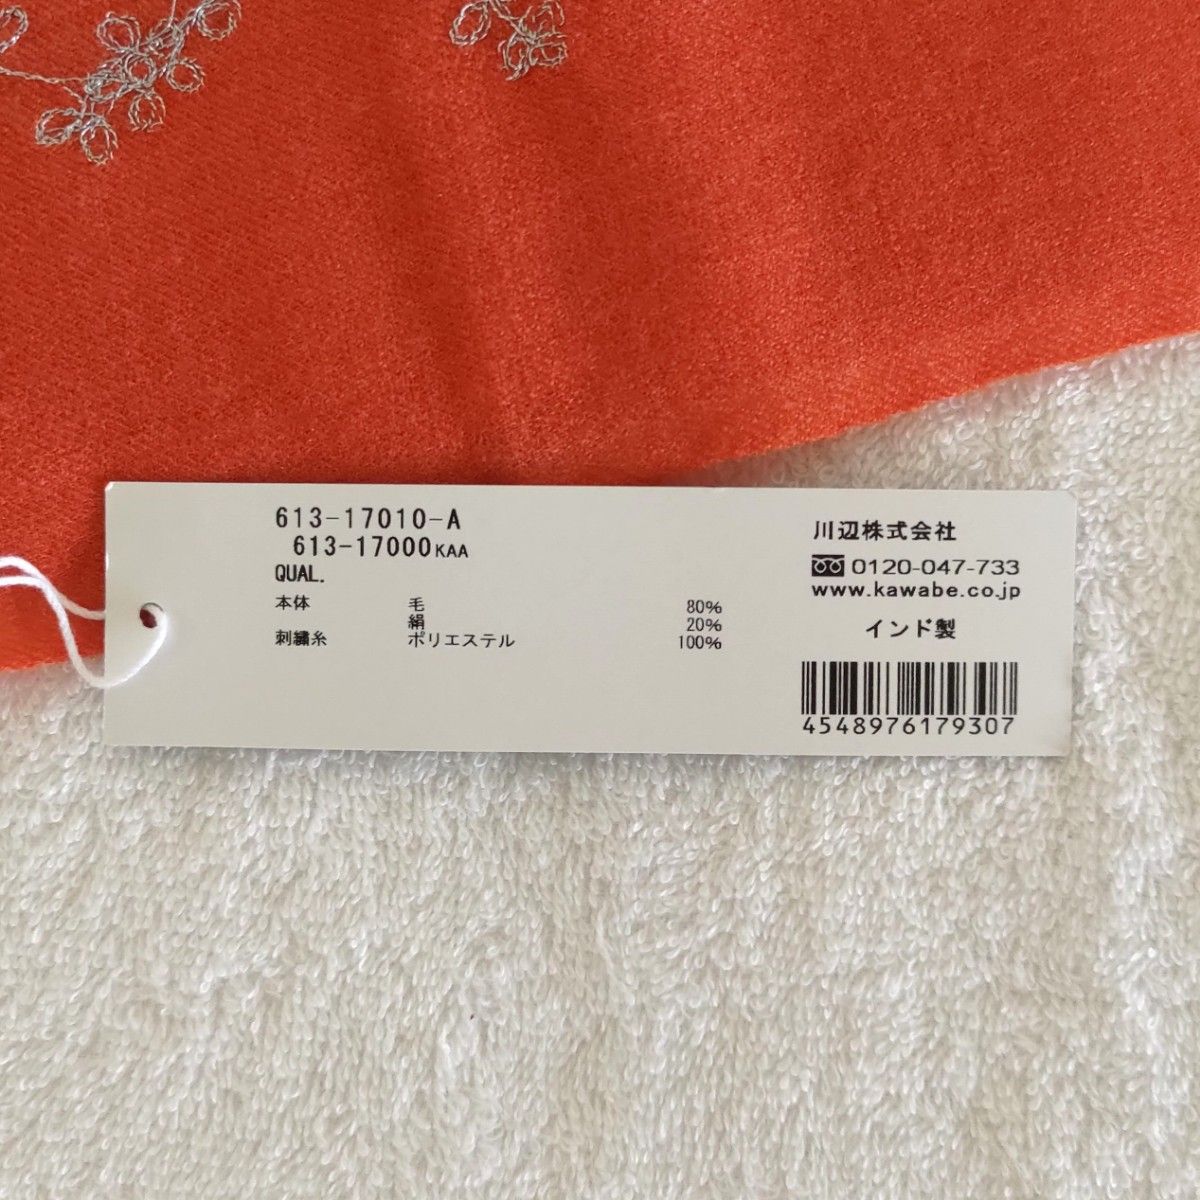 613-17010-A
613-17000KAA
QUAL.
本体 毛 80%
絹 20%
刺繍糸 ポリエステル 100%
川辺株式会社
0120-047-733
www.kawabe.co.jp
インド製
4548976179307